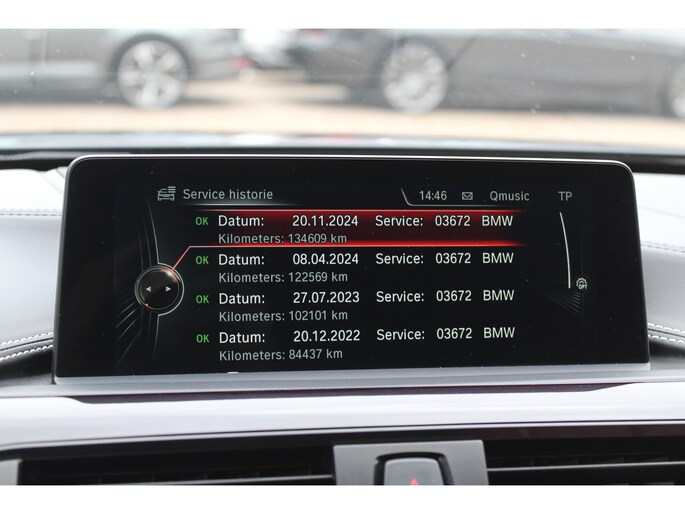 Service historie 14:46 Qmusic TP
OK Datum: 20.11.2024 Service: 03672 BMW
Kilometers: 134609 km
OK Datum: 08.04.2024 Service: 03672 BMW
Kilometers: 122569 km
OK Datum: 27.07.2023 Service: 03672 BMW
Kilometers: 102101 km
OK Datum: 20.12.2022 Service: 03672 BMW
Kilometers: 84437 km